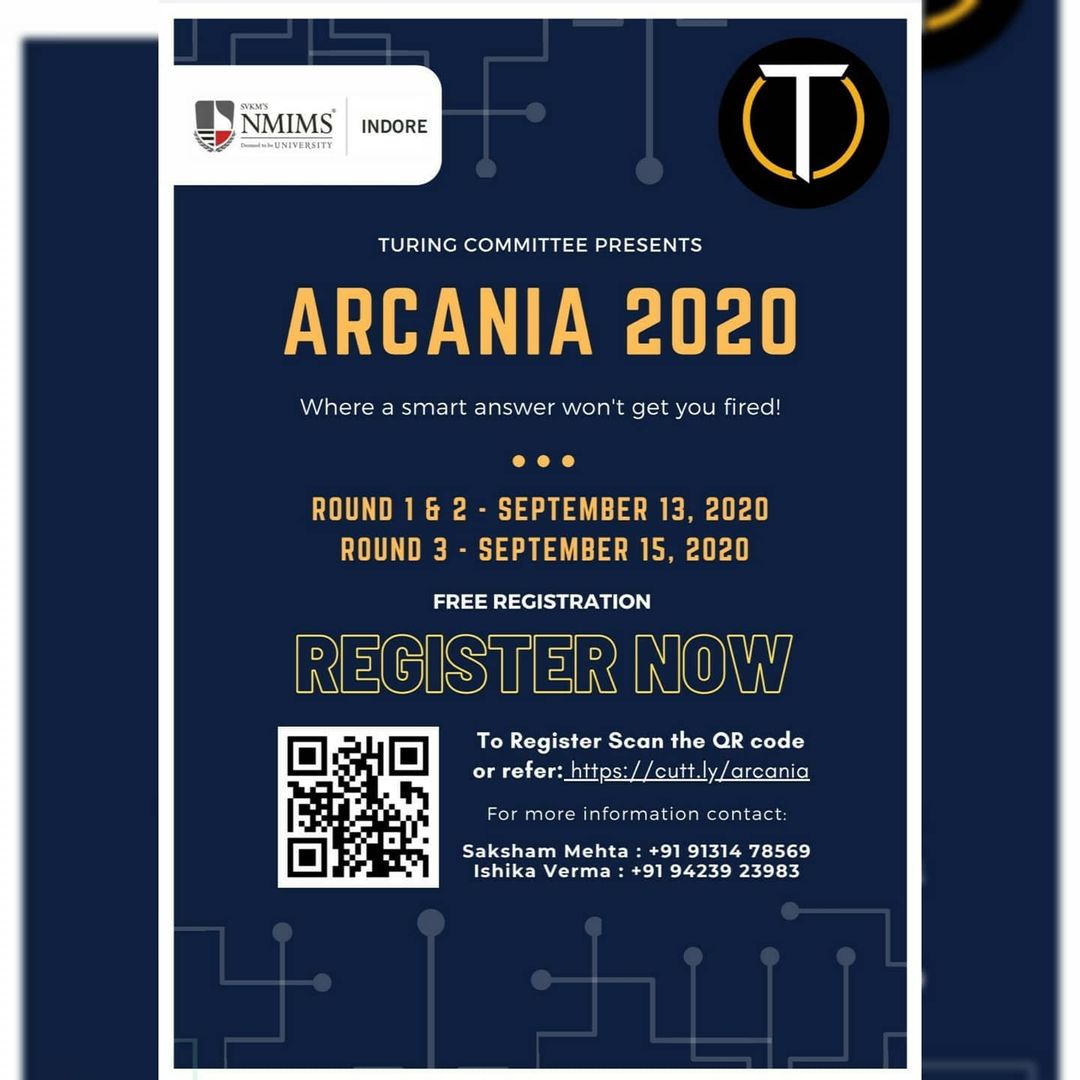 SVKM'S
NMIMS®
Deemed to be UNIVERSITY
INDORE
T
TURING COMMITTEE PRESENTS
ARCANIA 2020
Where a smart answer won't get you fired!
ROUND 1 & 2 - SEPTEMBER 13, 2020
ROUND 3 - SEPTEMBER 15, 2020
FREE REGISTRATION
REGISTER NOW
To Register Scan the QR code
or refer: https://cutt.ly/arcania
For more information contact:
Saksham Mehta : +91 91314 78569
Ishika Verma : +91 94239 23983